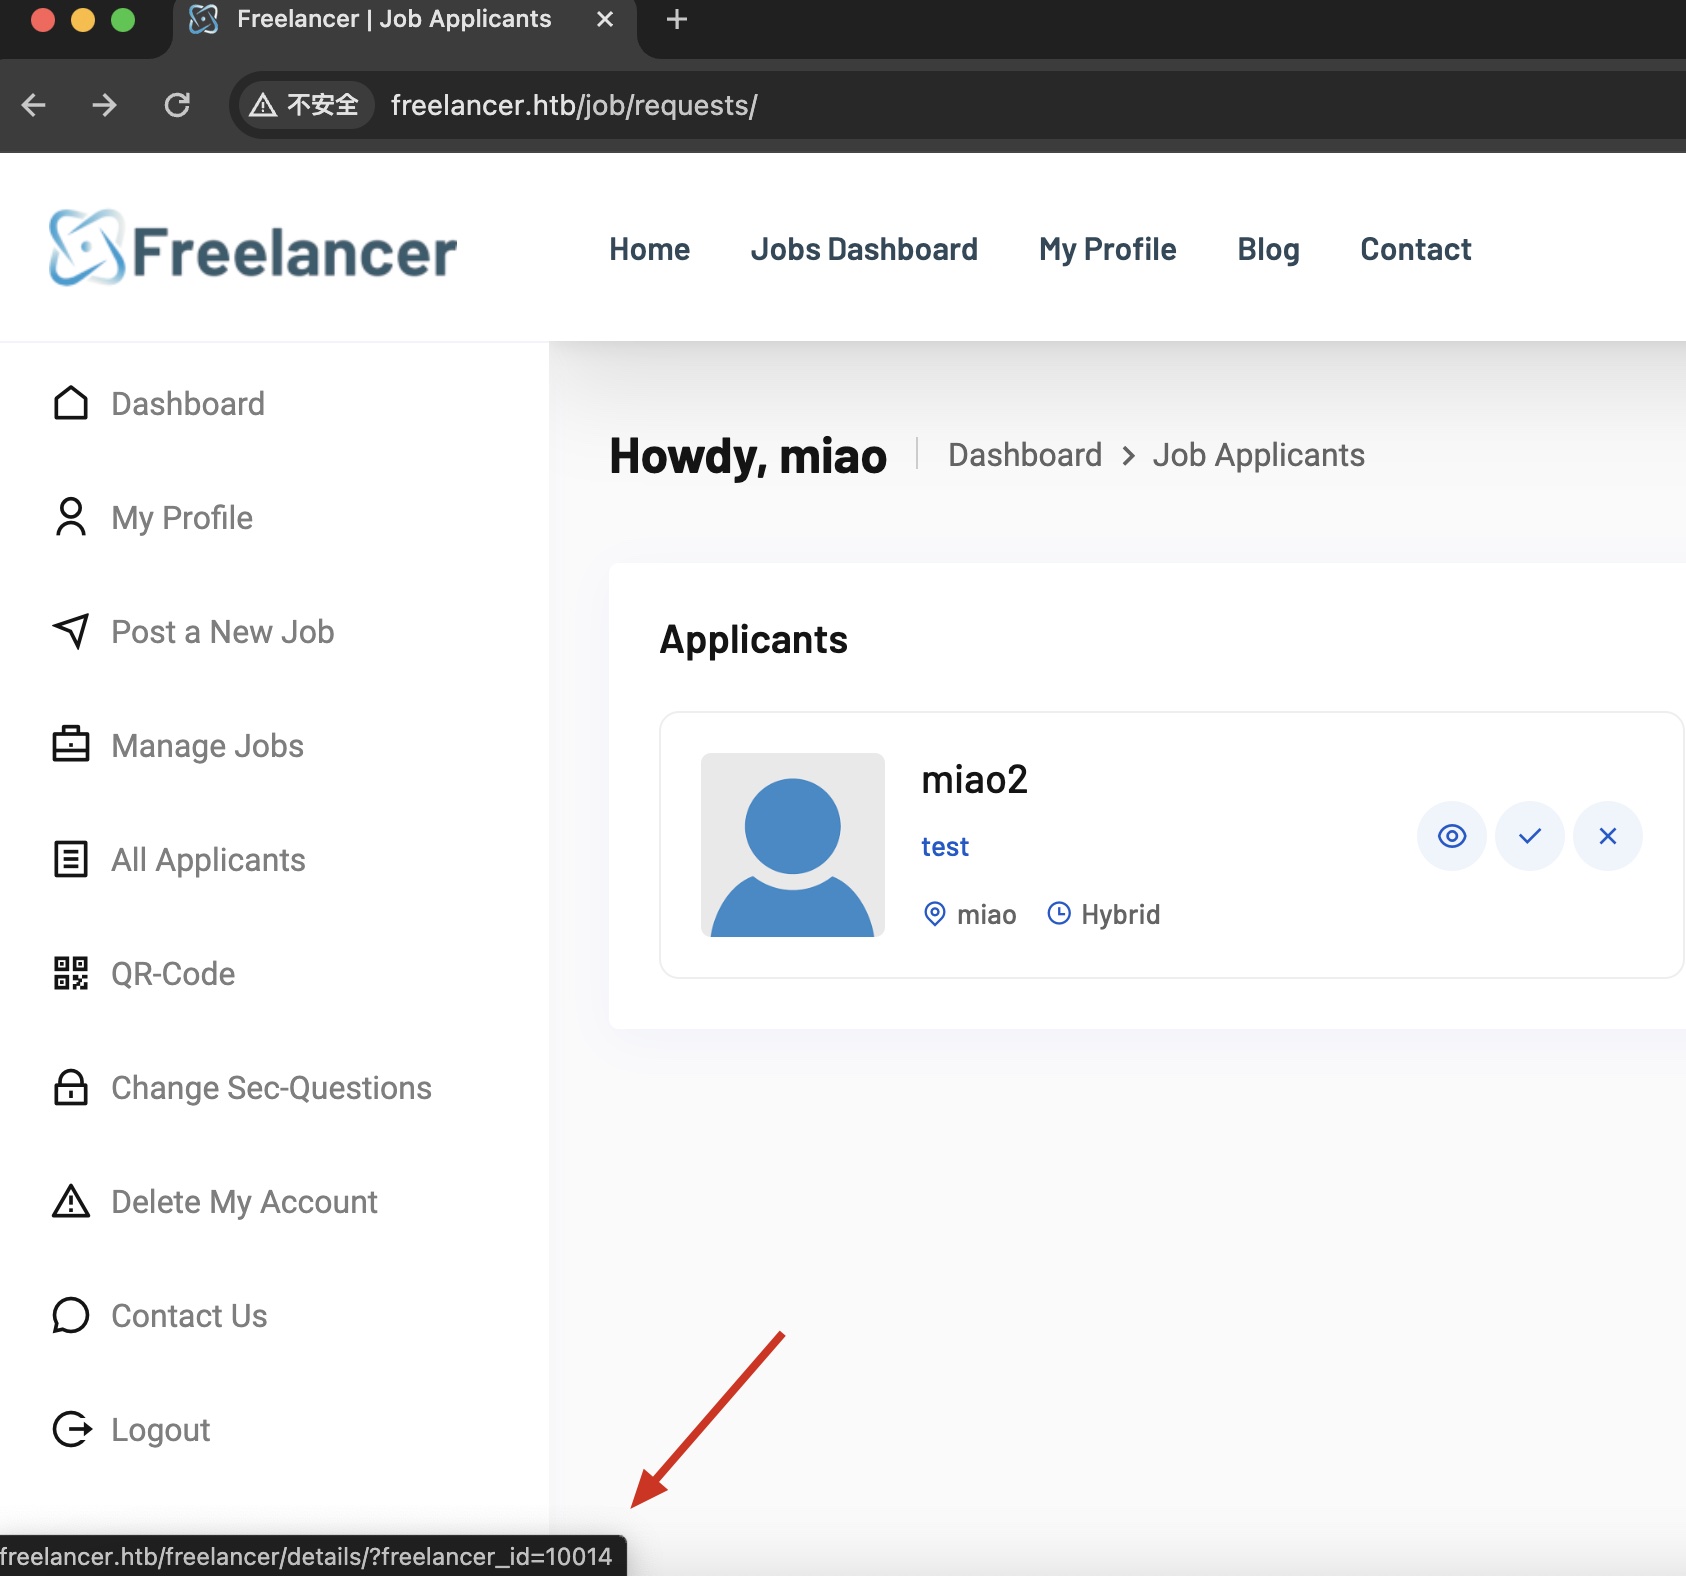 Freelancer | Job Applicants
不安全 freelancer.htb/job/requests/
Freelancer
Home Jobs Dashboard My Profile Blog Contact
Dashboard
My Profile
Post a New Job
Manage Jobs
All Applicants
QR-Code
Change Sec-Questions
Delete My Account
Contact Us
Logout
Howdy, miao Dashboard > Job Applicants
Applicants
miao2
test
miao Hybrid
freelancer.htb/freelancer/details/?freelancer_id=10014